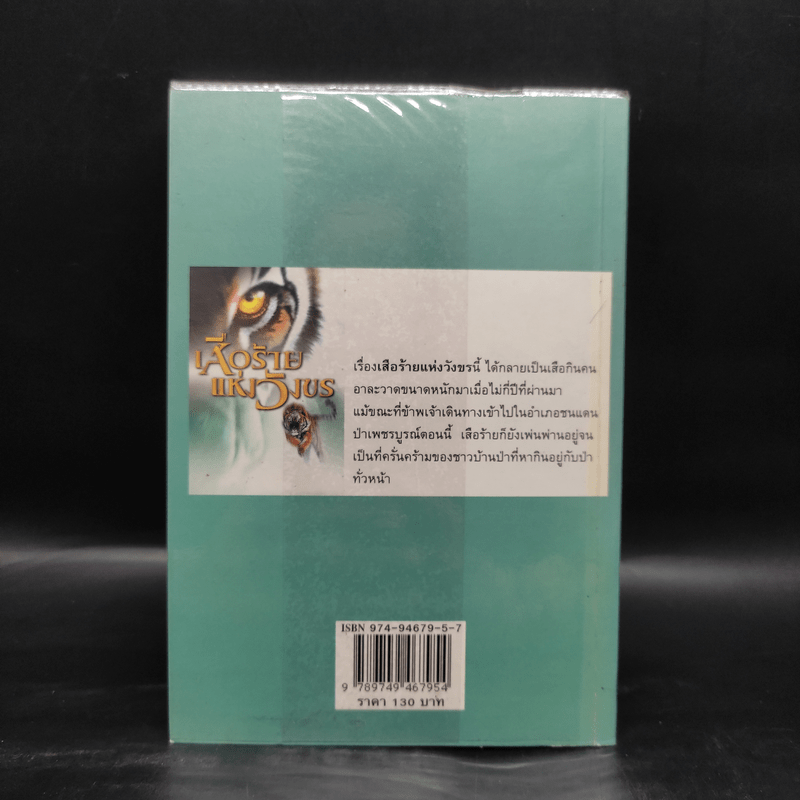 เสือร้าย
แห่งวังขร
เรื่องเสือร้ายแห่งวังขรนี้ ได้กลายเป็นเสือกินคน
อาละวาดขนาดหนักมาเมื่อไม่กี่ปีที่ผ่านมา
แม้ขณะที่ข้าพเจ้าเดินทางเข้าไปในอำเภอชนแดน
ป่าเพชรบูรณ์ตอนนี้ เสือร้ายก็ยังเพ่นพ่านอยู่จน
เป็นที่ครั่นคร้ามของชาวบ้านป่าที่หากินอยู่กับป่า
ทั่วหน้า
ISBN 974-94679-5-7
9 789749 467954
ราคา 130 บาท